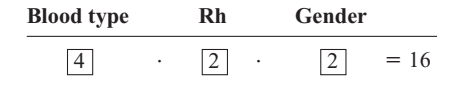 Blood type Rh Gender
4 · 2 · 2 = 16